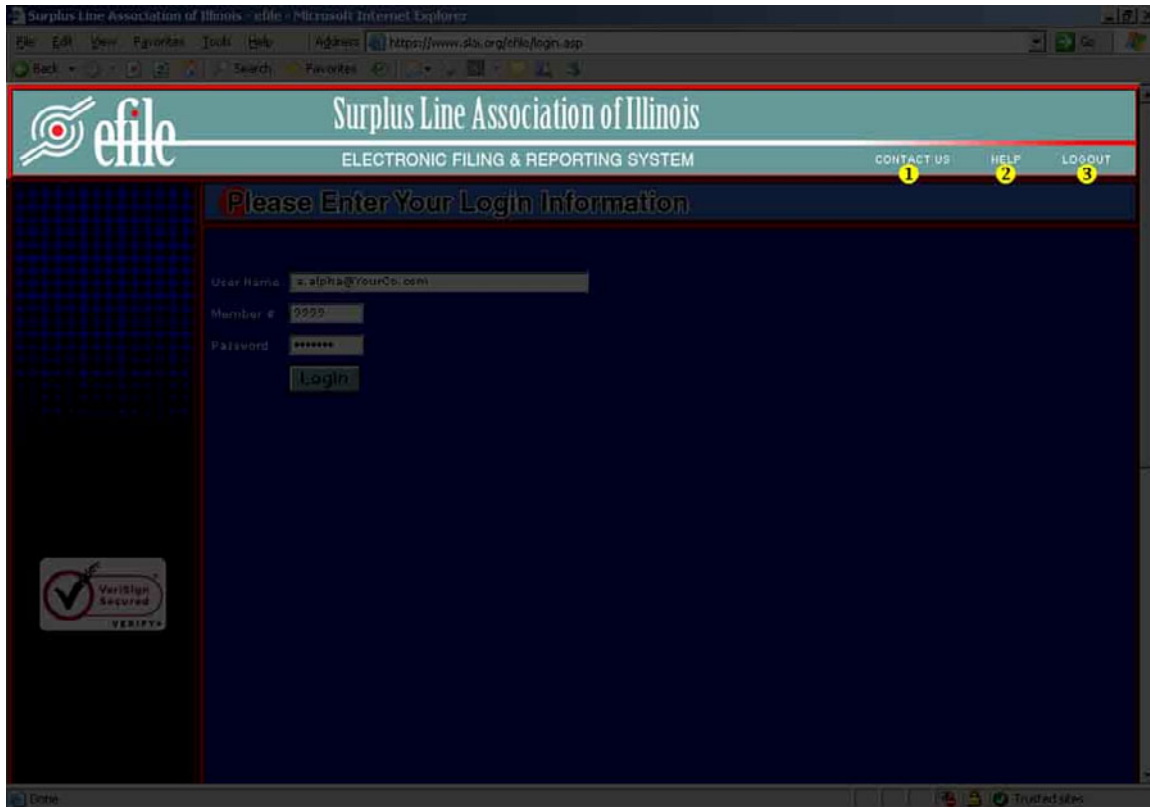 Surplus Line Association of Illinois - efile - Microsoft Internet Explorer
File Edit View Favorites Tools Help Address https://www.slai.org/efile/login.asp Go
Back Search Favorites
efile
Surplus Line Association of Illinois
ELECTRONIC FILING & REPORTING SYSTEM
CONTACT US HELP LOGOUT
1 2 3
Please Enter Your Login Information
User Name a.alpha@YourCo.com
Member # 9999
Password •••••••
Login
VeriSign
Secured
VERIFY
Done Trusted sites